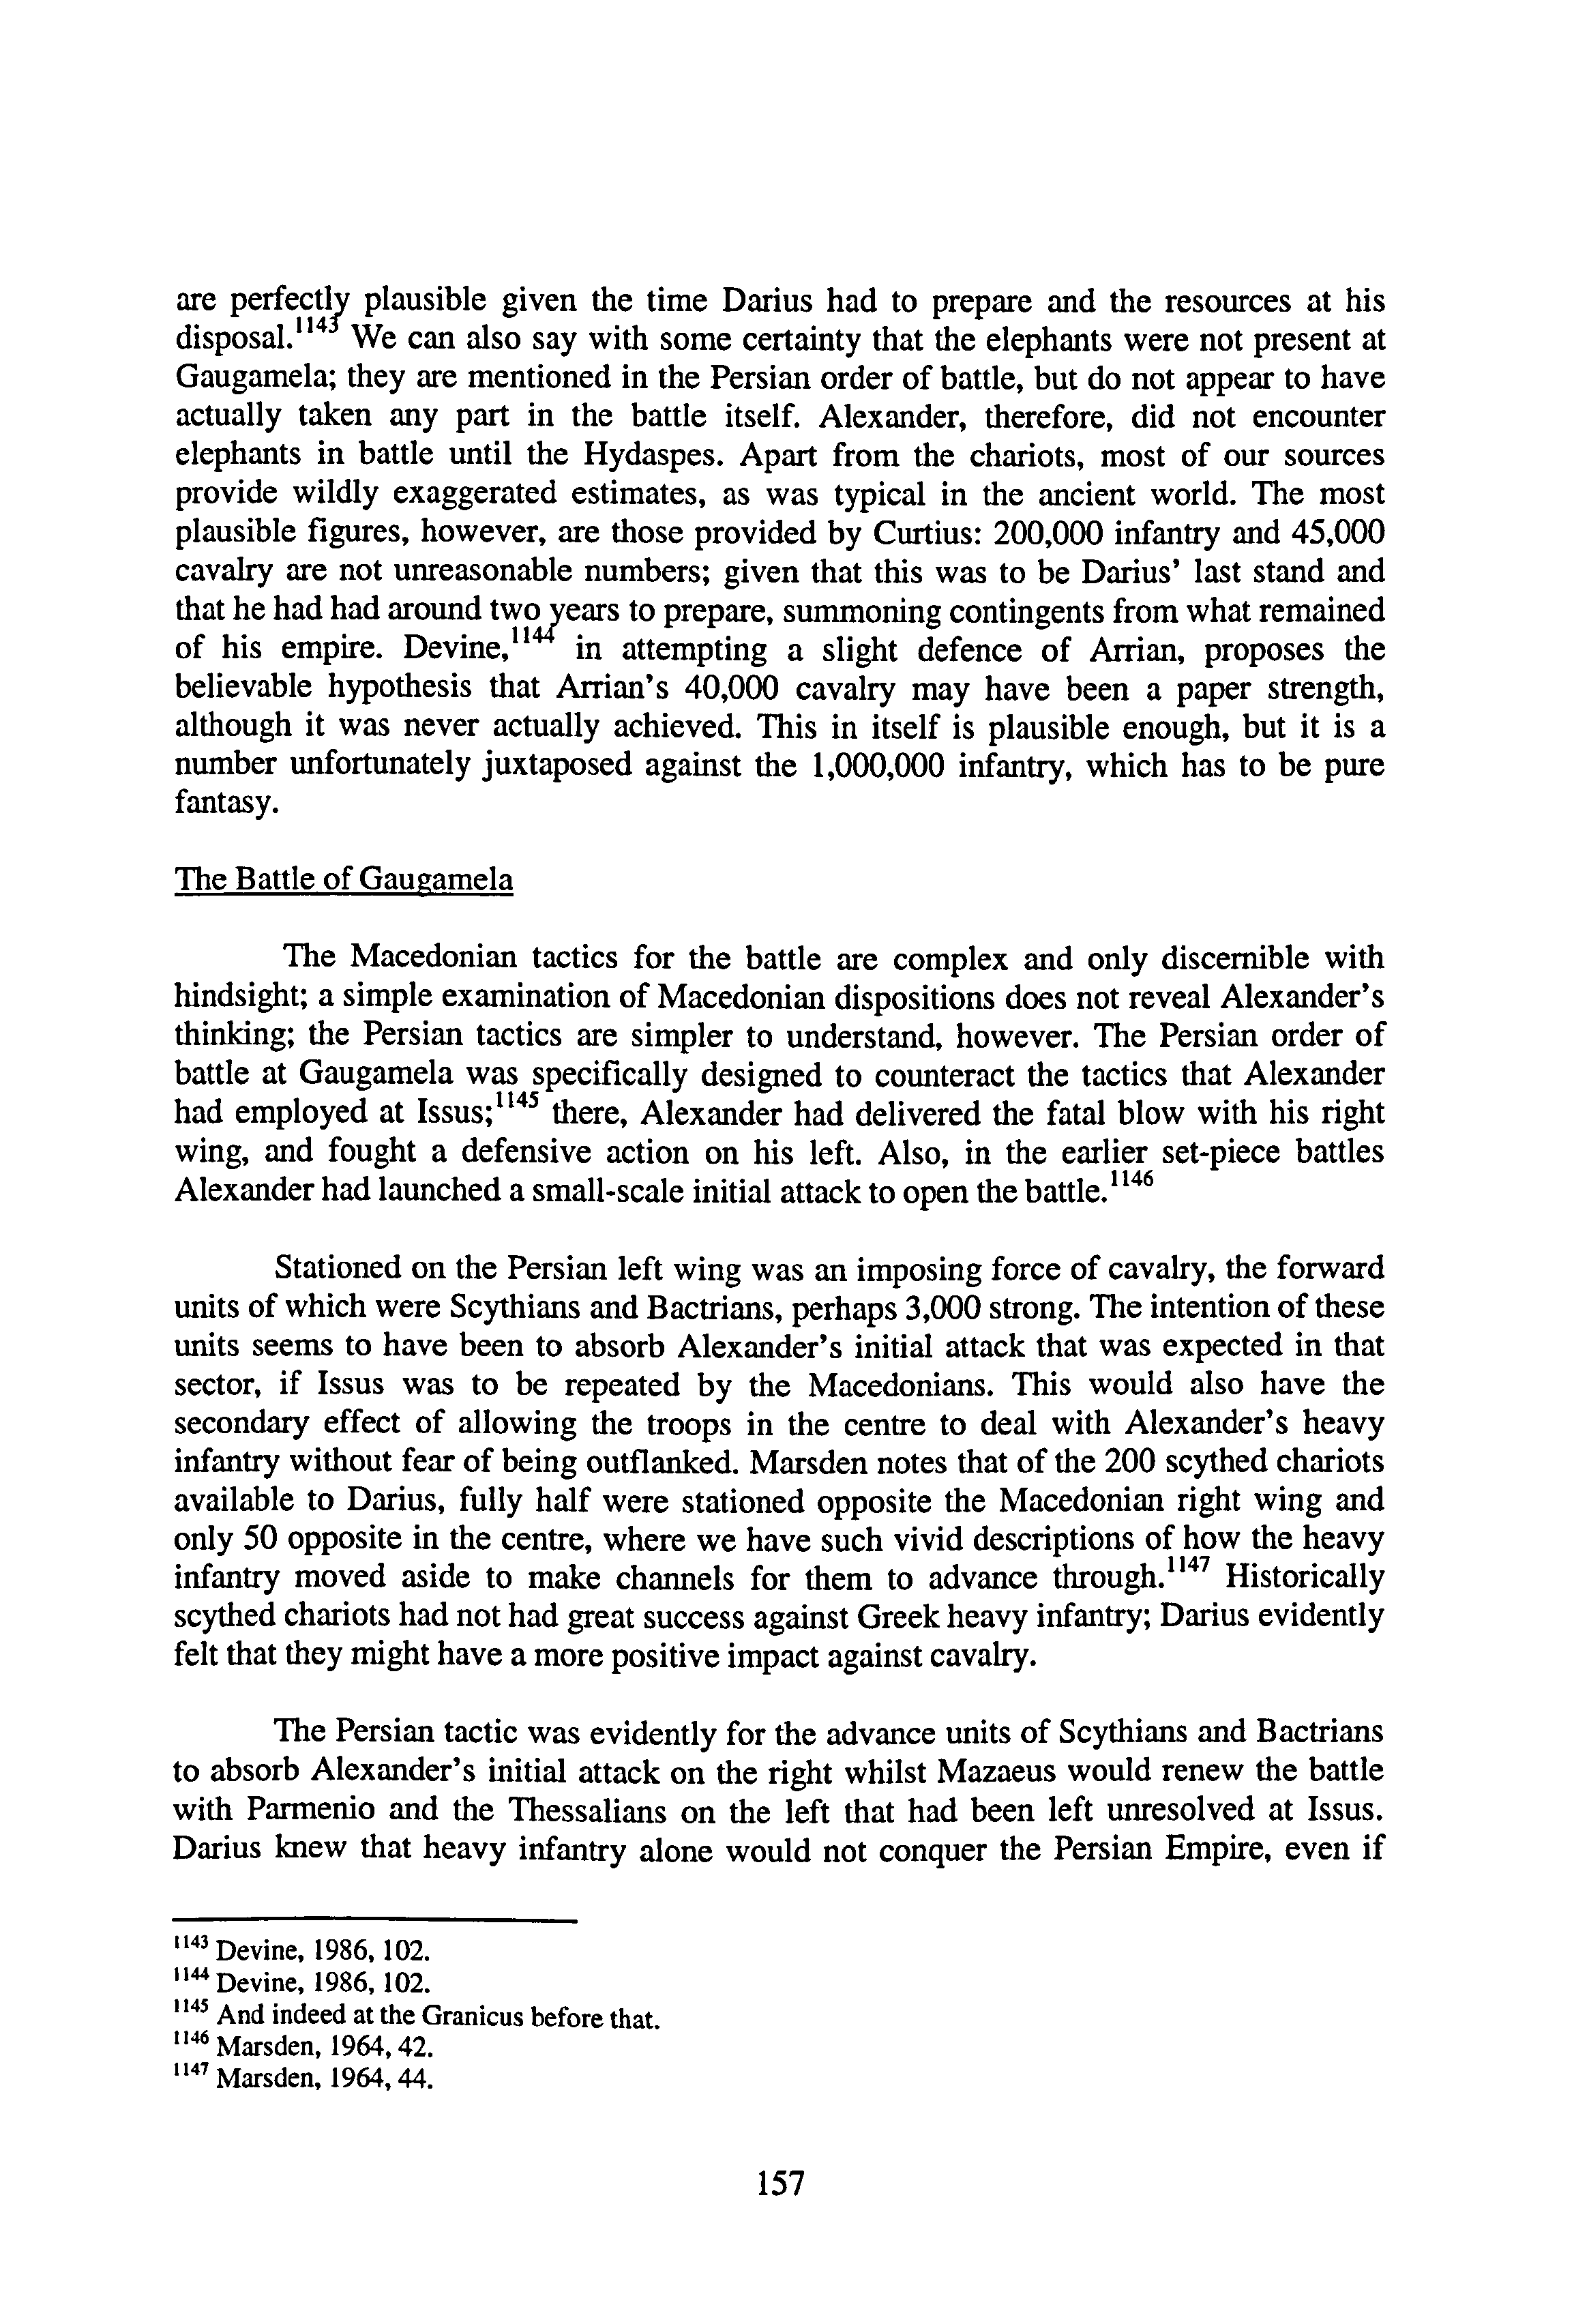 are perfectly plausible given the time Darius had to prepare and the resources at his
disposal.1143 We can also say with some certainty that the elephants were not present at
Gaugamela; they are mentioned in the Persian order of battle, but do not appear to have
actually taken any part in the battle itself. Alexander, therefore, did not encounter
elephants in battle until the Hydaspes. Apart from the chariots, most of our sources
provide wildly exaggerated estimates, as was typical in the ancient world. The most
plausible figures, however, are those provided by Curtius: 200,000 infantry and 45,000
cavalry are not unreasonable numbers; given that this was to be Darius’ last stand and
that he had had around two years to prepare, summoning contingents from what remained
of his empire. Devine,1144 in attempting a slight defence of Arrian, proposes the
believable hypothesis that Arrian’s 40,000 cavalry may have been a paper strength,
although it was never actually achieved. This in itself is plausible enough, but it is a
number unfortunately juxtaposed against the 1,000,000 infantry, which has to be pure
fantasy.
The Battle of Gaugamela
The Macedonian tactics for the battle are complex and only discernible with
hindsight; a simple examination of Macedonian dispositions does not reveal Alexander’s
thinking; the Persian tactics are simpler to understand, however. The Persian order of
battle at Gaugamela was specifically designed to counteract the tactics that Alexander
had employed at Issus;1145 there, Alexander had delivered the fatal blow with his right
wing, and fought a defensive action on his left. Also, in the earlier set-piece battles
Alexander had launched a small-scale initial attack to open the battle.1146
Stationed on the Persian left wing was an imposing force of cavalry, the forward
units of which were Scythians and Bactrians, perhaps 3,000 strong. The intention of these
units seems to have been to absorb Alexander’s initial attack that was expected in that
sector, if Issus was to be repeated by the Macedonians. This would also have the
secondary effect of allowing the troops in the centre to deal with Alexander’s heavy
infantry without fear of being outflanked. Marsden notes that of the 200 scythed chariots
available to Darius, fully half were stationed opposite the Macedonian right wing and
only 50 opposite in the centre, where we have such vivid descriptions of how the heavy
infantry moved aside to make channels for them to advance through.1147 Historically
scythed chariots had not had great success against Greek heavy infantry; Darius evidently
felt that they might have a more positive impact against cavalry.
The Persian tactic was evidently for the advance units of Scythians and Bactrians
to absorb Alexander’s initial attack on the right whilst Mazaeus would renew the battle
with Parmenio and the Thessalians on the left that had been left unresolved at Issus.
Darius knew that heavy infantry alone would not conquer the Persian Empire, even if
1143 Devine, 1986, 102.
1144 Devine, 1986, 102.
1145 And indeed at the Granicus before that.
1146 Marsden, 1964, 42.
1147 Marsden, 1964, 44.
157